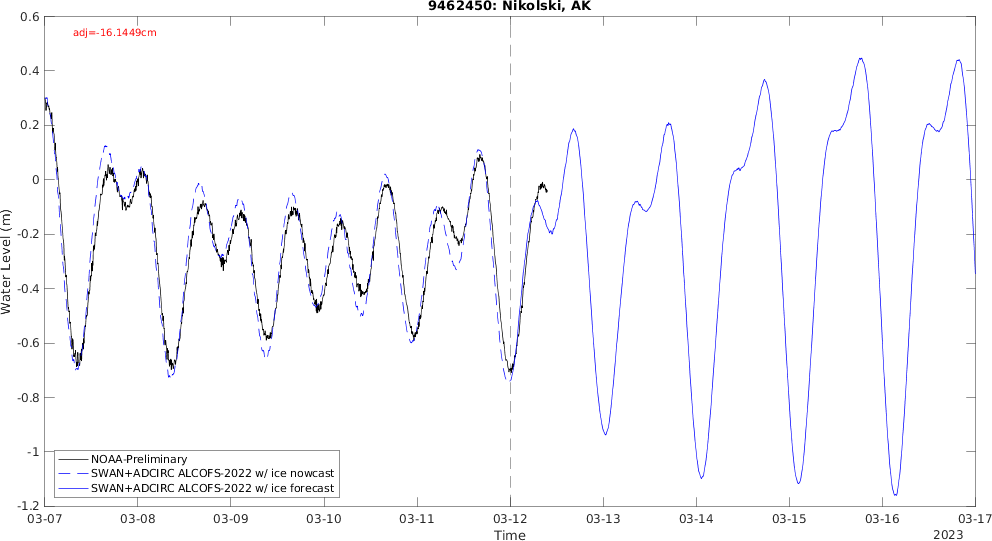 9462450: Nikolski, AK
adj=-16.1449cm
0.6
0.4
0.2
0
-0.2
-0.4
-0.6
-0.8
-1
-1.2
Water Level (m)
NOAA-Preliminary
SWAN+ADCIRC ALCOFS-2022 w/ ice nowcast
SWAN+ADCIRC ALCOFS-2022 w/ ice forecast
03-07 03-08 03-09 03-10 03-11 03-12 03-13 03-14 03-15 03-16 03-17
Time
2023